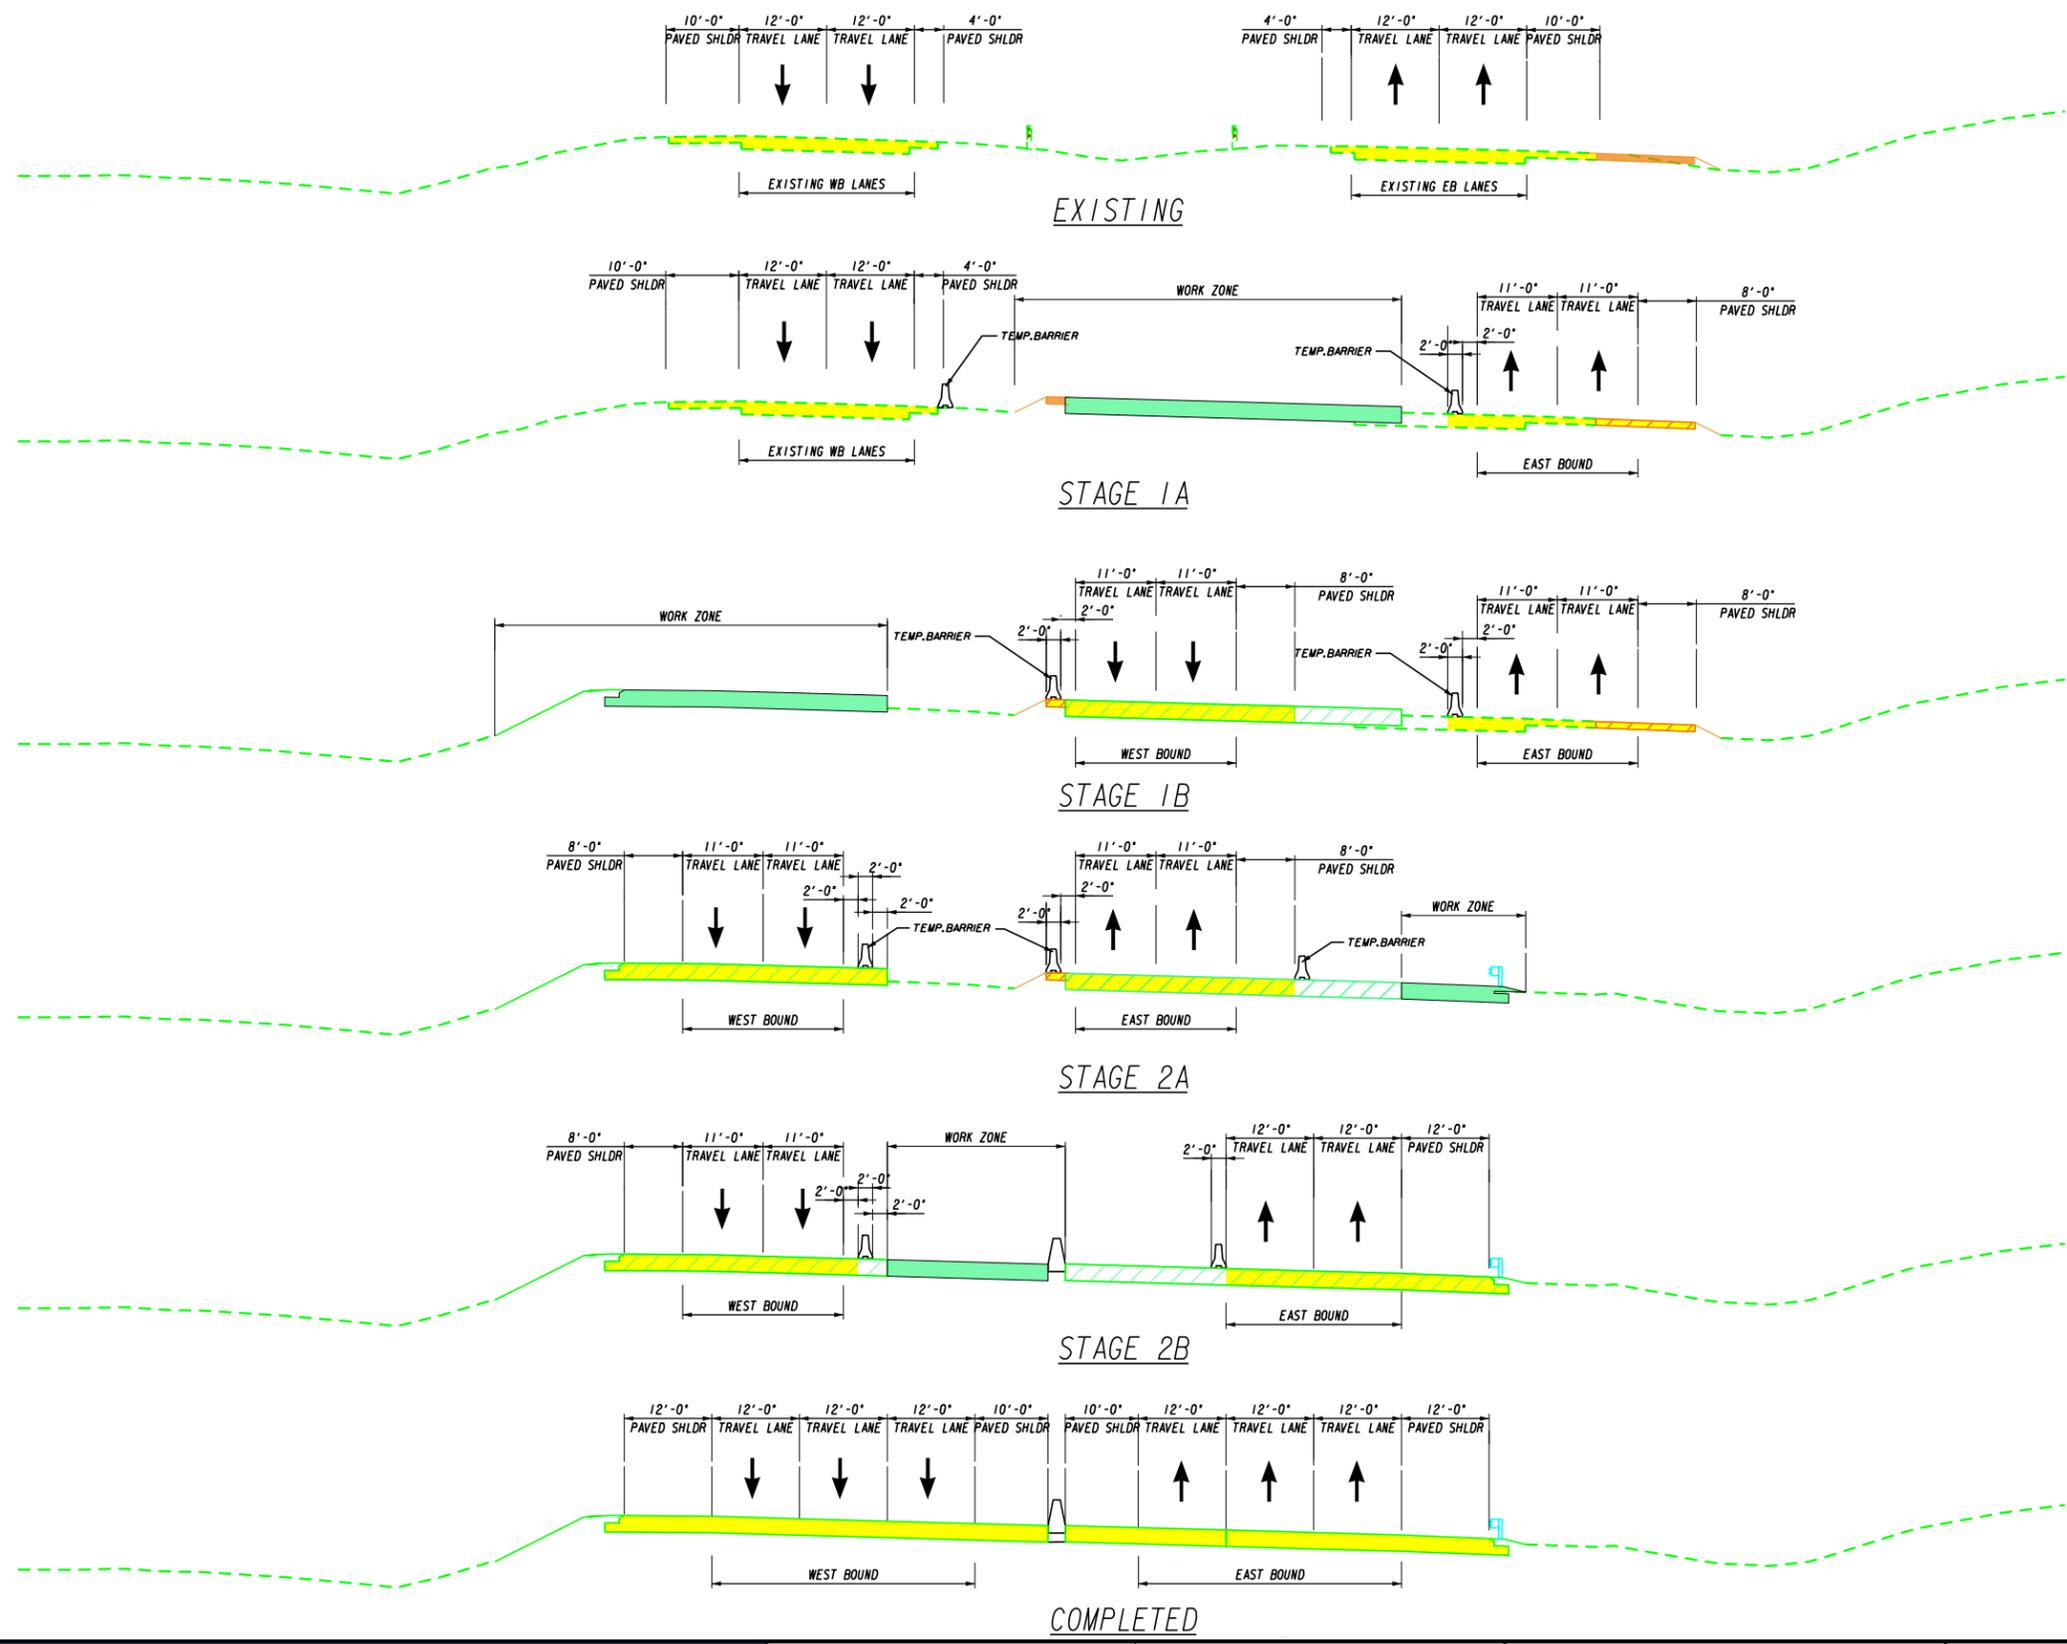 10'-0" 12'-0" 12'-0" 4'-0" 4'-0" 12'-0" 12'-0" 10'-0"
PAVED SHLDR TRAVEL LANE TRAVEL LANE PAVED SHLDR PAVED SHLDR TRAVEL LANE TRAVEL LANE PAVED SHLDR
EXISTING WB LANES EXISTING EB LANES
EXISTING
10'-0" 12'-0" 12'-0" 4'-0"
PAVED SHLDR TRAVEL LANE TRAVEL LANE PAVED SHLDR
WORK ZONE
11'-0" 11'-0" 8'-0"
TRAVEL LANE TRAVEL LANE PAVED SHLDR
TEMP.BARRIER 2'-0"
TEMP.BARRIER 2'-0"
EXISTING WB LANES EAST BOUND
STAGE 1A
11'-0" 11'-0" 8'-0" 11'-0" 11'-0" 8'-0"
TRAVEL LANE TRAVEL LANE PAVED SHLDR TRAVEL LANE TRAVEL LANE PAVED SHLDR
WORK ZONE 2'-0"
TEMP.BARRIER 2'-0" 2'-0"
TEMP.BARRIER 2'-0"
WEST BOUND EAST BOUND
STAGE 1B
8'-0" 11'-0" 11'-0" 11'-0" 11'-0" 8'-0"
PAVED SHLDR TRAVEL LANE TRAVEL LANE TRAVEL LANE TRAVEL LANE PAVED SHLDR
2'-0"
2'-0" 2'-0"
2'-0" 2'-0" WORK ZONE
TEMP.BARRIER TEMP.BARRIER
WEST BOUND EAST BOUND
STAGE 2A
8'-0" 11'-0" 11'-0" WORK ZONE 12'-0" 12'-0" 12'-0"
PAVED SHLDR TRAVEL LANE TRAVEL LANE 2'-0" TRAVEL LANE TRAVEL LANE PAVED SHLDR
2'-0"
2'-0"
2'-0"
WEST BOUND EAST BOUND
STAGE 2B
12'-0" 12'-0" 12'-0" 12'-0" 10'-0" 10'-0" 12'-0" 12'-0" 12'-0" 12'-0"
PAVED SHLDR TRAVEL LANE TRAVEL LANE TRAVEL LANE PAVED SHLDR PAVED SHLDR TRAVEL LANE TRAVEL LANE TRAVEL LANE PAVED SHLDR
WEST BOUND EAST BOUND
COMPLETED